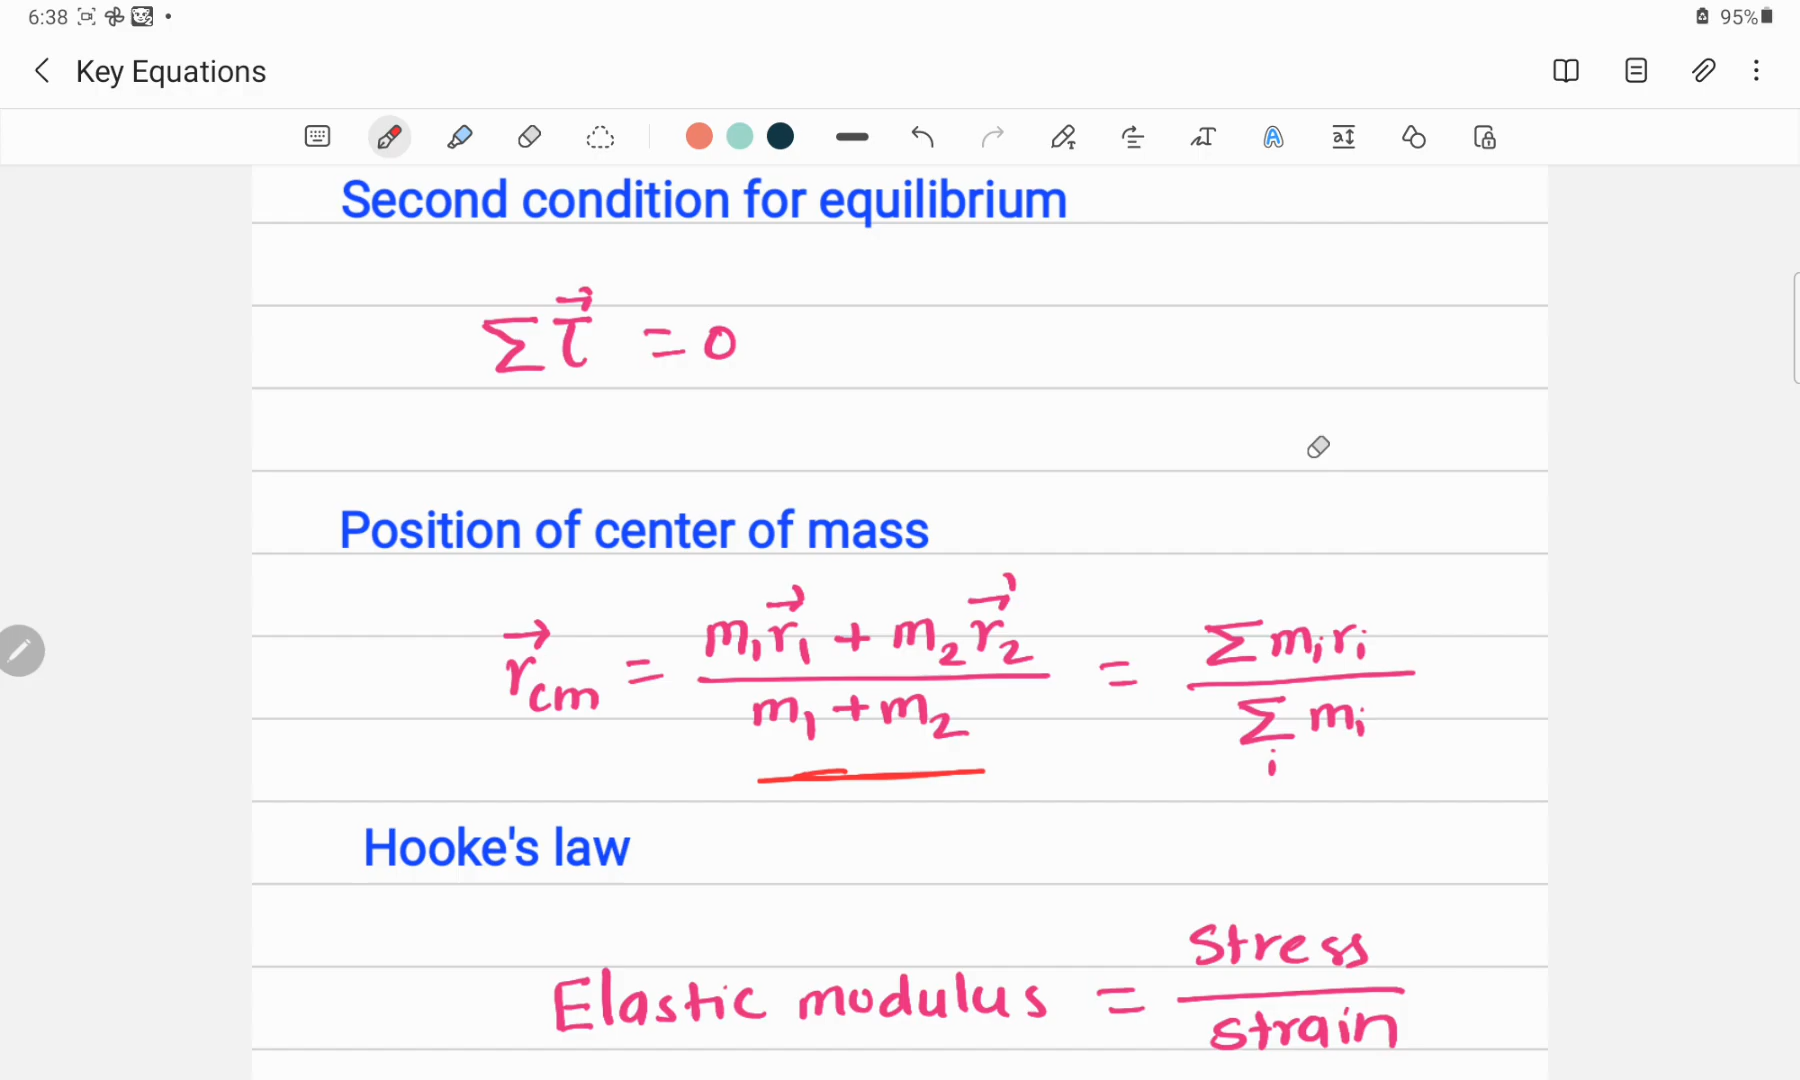 6:38
95%
Key Equations
Second condition for equilibrium
∑τ⃗ = 0
Position of center of mass
r⃗cm = (m₁r⃗₁ + m₂r⃗₂) / (m₁ + m₂) = ∑mᵢrᵢ / ∑ᵢ mᵢ
Hooke's law
Elastic modulus = stress / strain